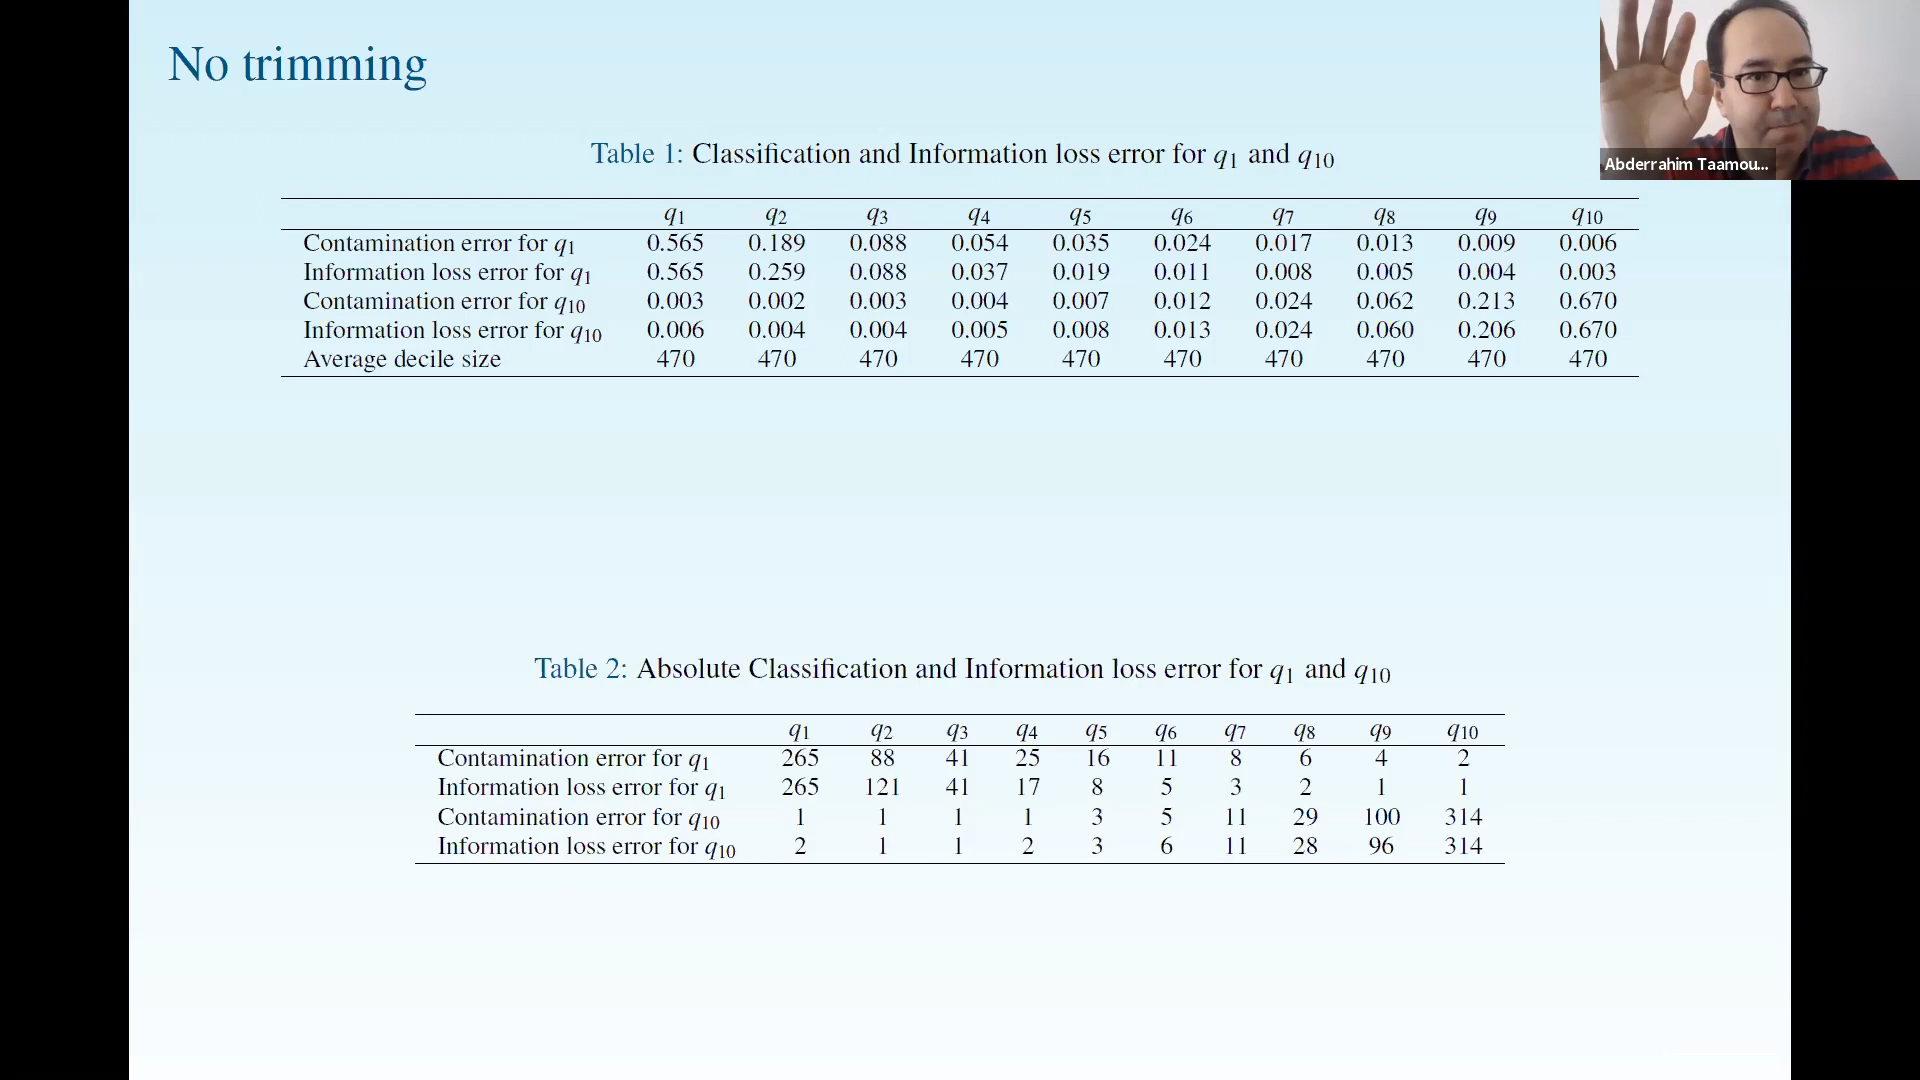 No trimming
Abderrahim Taamou...
Table 1: Classification and Information loss error for q1 and q10
q1 q2 q3 q4 q5 q6 q7 q8 q9 q10
Contamination error for q1 0.565 0.189 0.088 0.054 0.035 0.024 0.017 0.013 0.009 0.006
Information loss error for q1 0.565 0.259 0.088 0.037 0.019 0.011 0.008 0.005 0.004 0.003
Contamination error for q10 0.003 0.002 0.003 0.004 0.007 0.012 0.024 0.062 0.213 0.670
Information loss error for q10 0.006 0.004 0.004 0.005 0.008 0.013 0.024 0.060 0.206 0.670
Average decile size 470 470 470 470 470 470 470 470 470 470
Table 2: Absolute Classification and Information loss error for q1 and q10
q1 q2 q3 q4 q5 q6 q7 q8 q9 q10
Contamination error for q1 265 88 41 25 16 11 8 6 4 2
Information loss error for q1 265 121 41 17 8 5 3 2 1 1
Contamination error for q10 1 1 1 1 3 5 11 29 100 314
Information loss error for q10 2 1 1 2 3 6 11 28 96 314